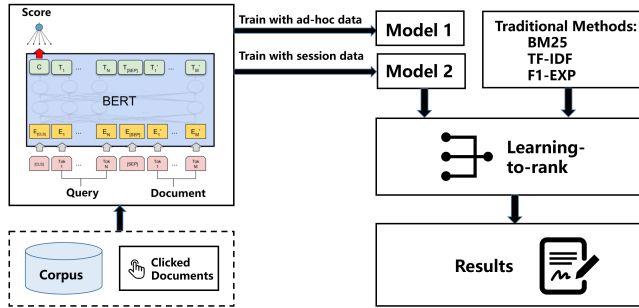 Score
Train with ad-hoc data
Model 1
Traditional Methods:
BM25
TF-IDF
F1-EXP
Train with session data
Model 2
C T1 ... TN T[SEP] T1' ... TM'
BERT
E[CLS] E1 ... EN E[SEP] E1' ... EM'
[CLS] Tok 1 ... Tok N [SEP] Tok 1 ... Tok M
Query Document
Learning-
to-rank
Corpus
Clicked
Documents
Results